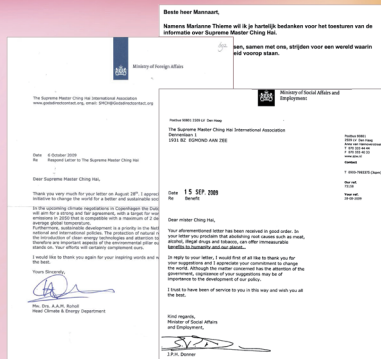 Beste heer Mannaart,
Namens Marianne Thieme wil ik je hartelijk bedanken voor het toesturen van de
informatie over Supreme Master Ching Hai.
sen, samen met ons, strijden voor een wereld waarin
eid voorop staan.
Ministry of Foreign Affairs
The Supreme Master Ching Hai International Association
Date 6 October 2009
Re Respond Letter to The Supreme Master Ching Hai
Dear Supreme Master Ching Hai,
Thank you very much for your letter on August 28th, I apprec
initiative to change the world for a better and sustainable
In the upcoming climate negotiations in Copenhagen the
will aim for a strong and fair agreement, with a target for
emissions in 2050 that is compatible with a maximum of 2
average global temperature.
Furthermore, sustainable development is a priority in the
national and international policies. The protection of natural
the introduction of clean energy technologies and attention
therefore are important aspects of the environmental pillar
stands on. Your efforts will certainly complement ours.
I would like to thank you again for your inspiring words and
the best.
Yours Sincerely,
Mw. Drs. A.A.M.
Head Climate & Energy Department
Ministry of Social Affairs and
Employment
Postbus 90801 2509 LV Den Haag
The Supreme Master Ching Hai International Association
Dennenlaan 1
1931 BZ EGMOND AAN ZEE
Postbus 90801
2509 LV Den Haag
Contact
Date 15 SEP. 2009
Re Benefit
Our ref.
Your ref.
Dear mister Ching Hai,
Your aforementioned letter has been received in good order. In
your letter you proclaim that abolishing root causes such as meat,
alcohol, illegal drugs and tobacco, can offer immeasurable
benefits to humanity and our planet.
In reply to your letter, I would first of all like to thank you for
your suggestions and I appreciate your commitment to change
the world. Although the matter concerned has the attention of the
government, cognisance of your suggestions may be of
importance to the development of our policy.
I trust to have been of service to you in this way and wish you all
the best.
Kind regards,
Minister of Social Affairs
and Employment,
J.P.H. Donner